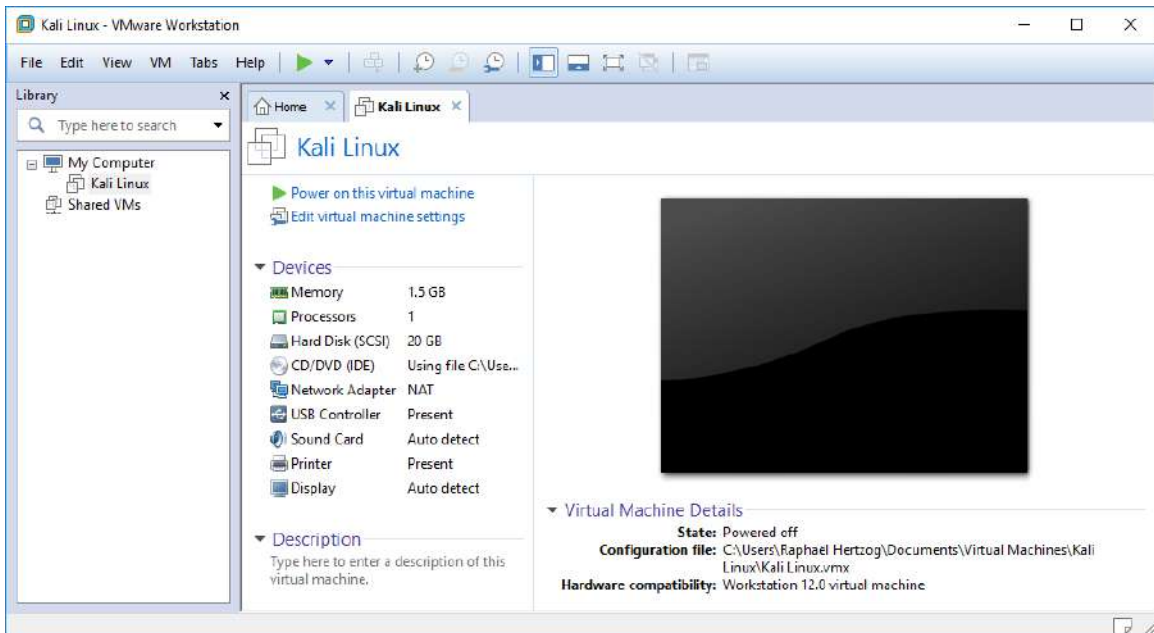 Kali Linux - VMware Workstation
File Edit View VM Tabs Help
Library
Type here to search
My Computer
Kali Linux
Shared VMs
Home
Kali Linux
Kali Linux
Power on this virtual machine
Edit virtual machine settings
Devices
Memory 1.5 GB
Processors 1
Hard Disk (SCSI) 20 GB
CD/DVD (IDE) Using file C:\Use...
Network Adapter NAT
USB Controller Present
Sound Card Auto detect
Printer Present
Display Auto detect
Description
Type here to enter a description of this
virtual machine.
Virtual Machine Details
State: Powered off
Configuration file: C:\Users\Raphael Hertzog\Documents\Virtual Machines\Kali
Linux\Kali Linux.vmx
Hardware compatibility: Workstation 12.0 virtual machine